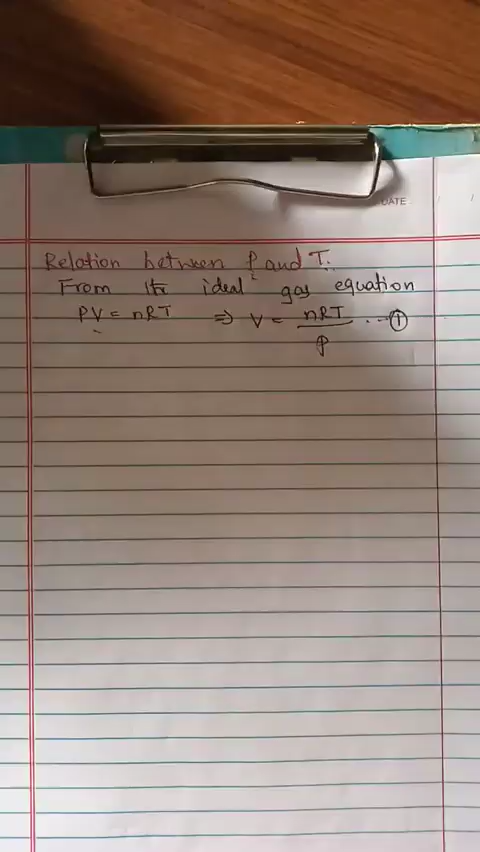 DATE
Relation between P and T.
From the ideal gas equation
PV = nRT ⇒ V = nRT/P ...①